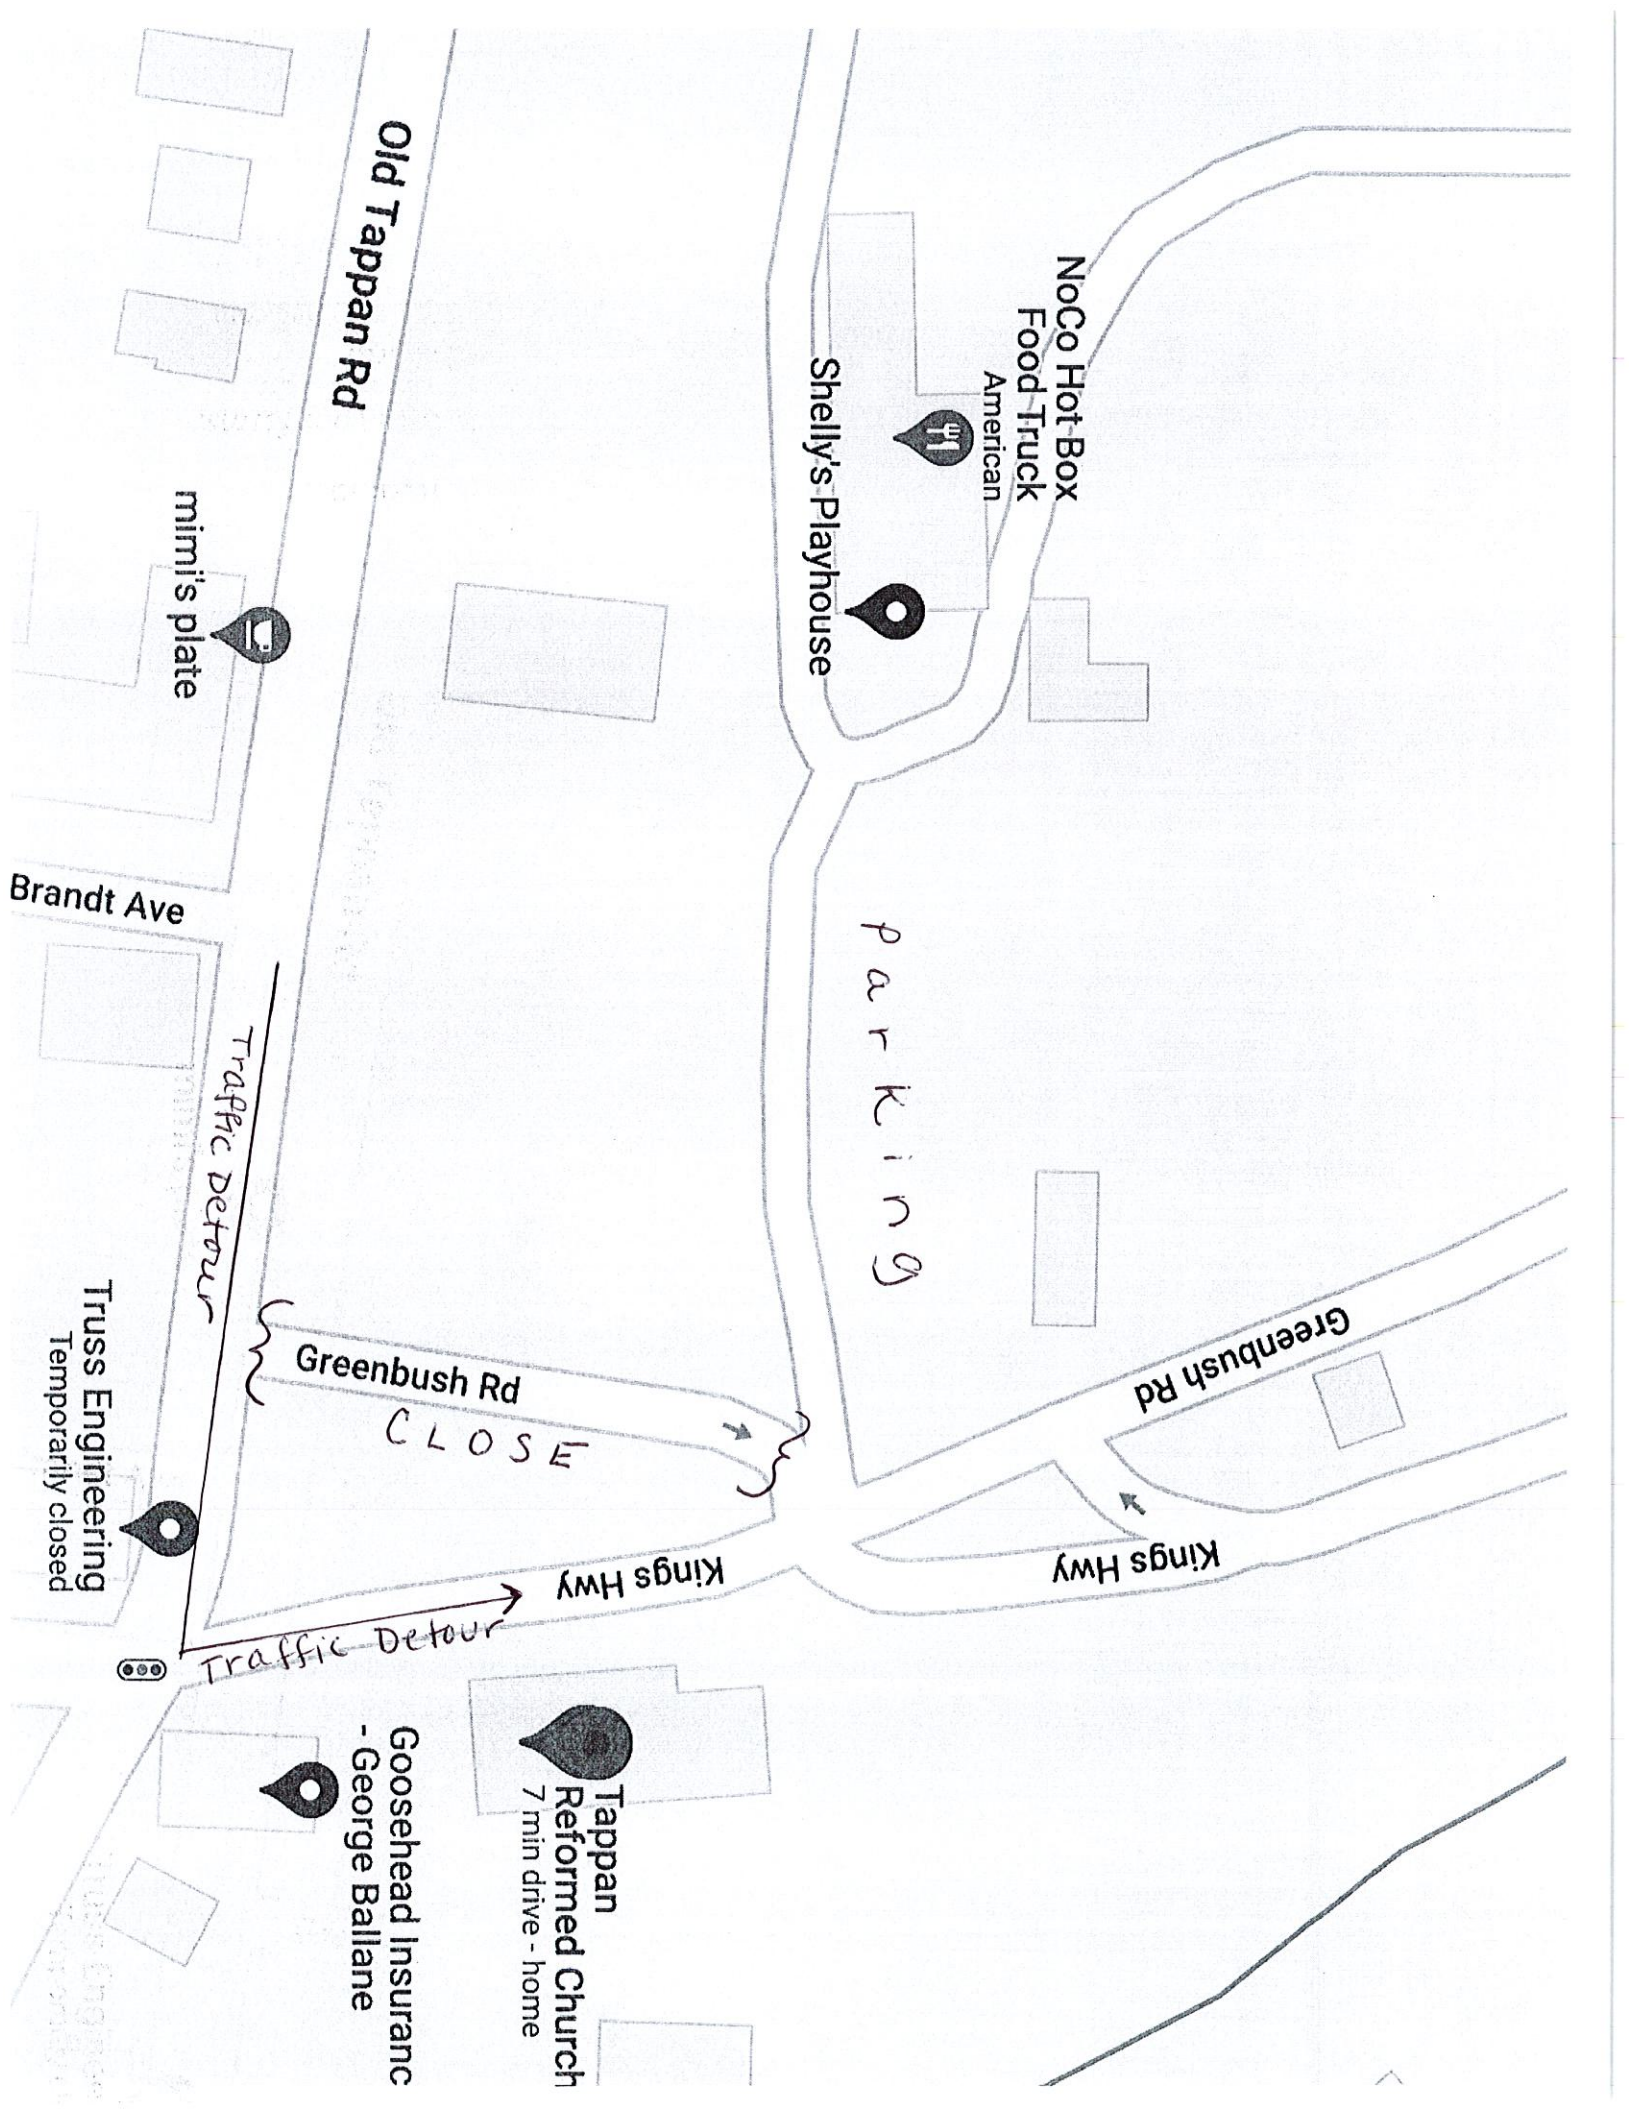 NoCo Hot Box
Food Truck
American
Shelly's Playhouse
Old Tappan Rd
mimi's plate
Brandt Ave
parking
Traffic Detour
Greenbush Rd
CLOSE
Greenbush Rd
Kings Hwy
Kings Hwy
Traffic Detour
Truss Engineering
Temporarily closed
Tappan
Reformed Church
7 min drive - home
Goosehead Insuranc
- George Ballane